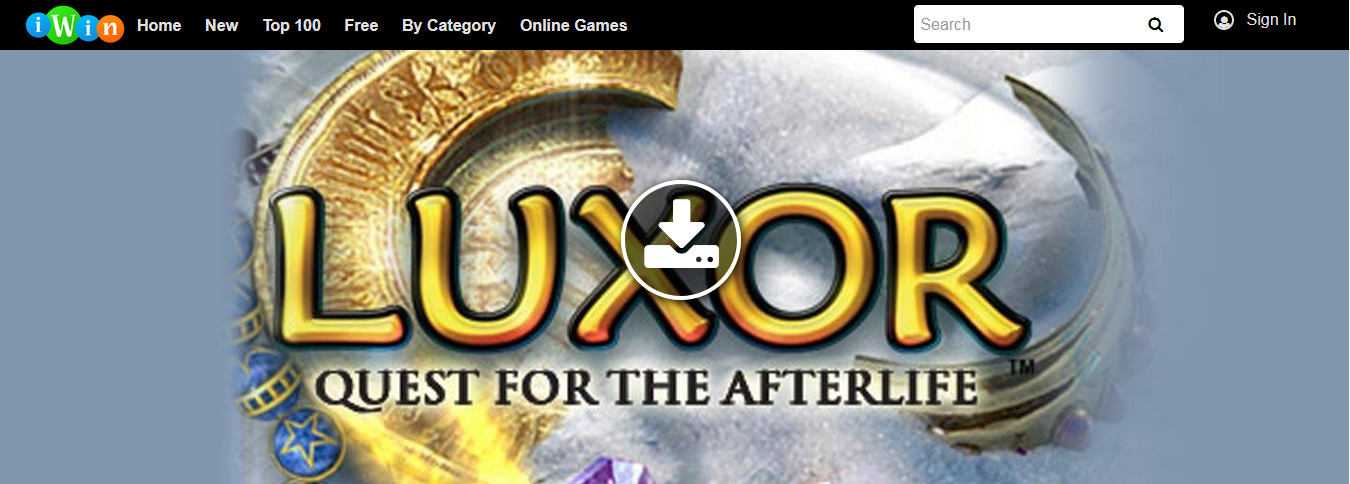 iWin Home New Top 100 Free By Category Online Games Search Sign In
LUXOR
QUEST FOR THE AFTERLIFE TM